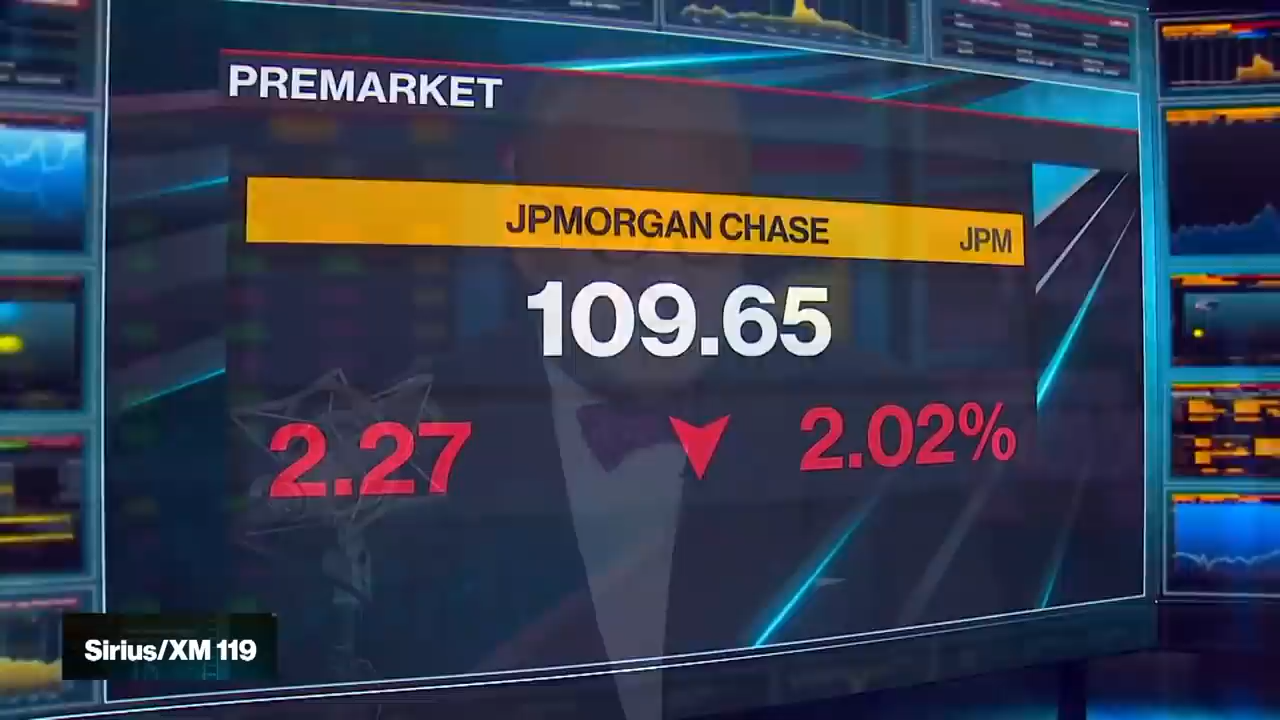 PREMARKET
JPMORGAN CHASE JPM
109.65
2.27 2.02%
Sirius/XM 119